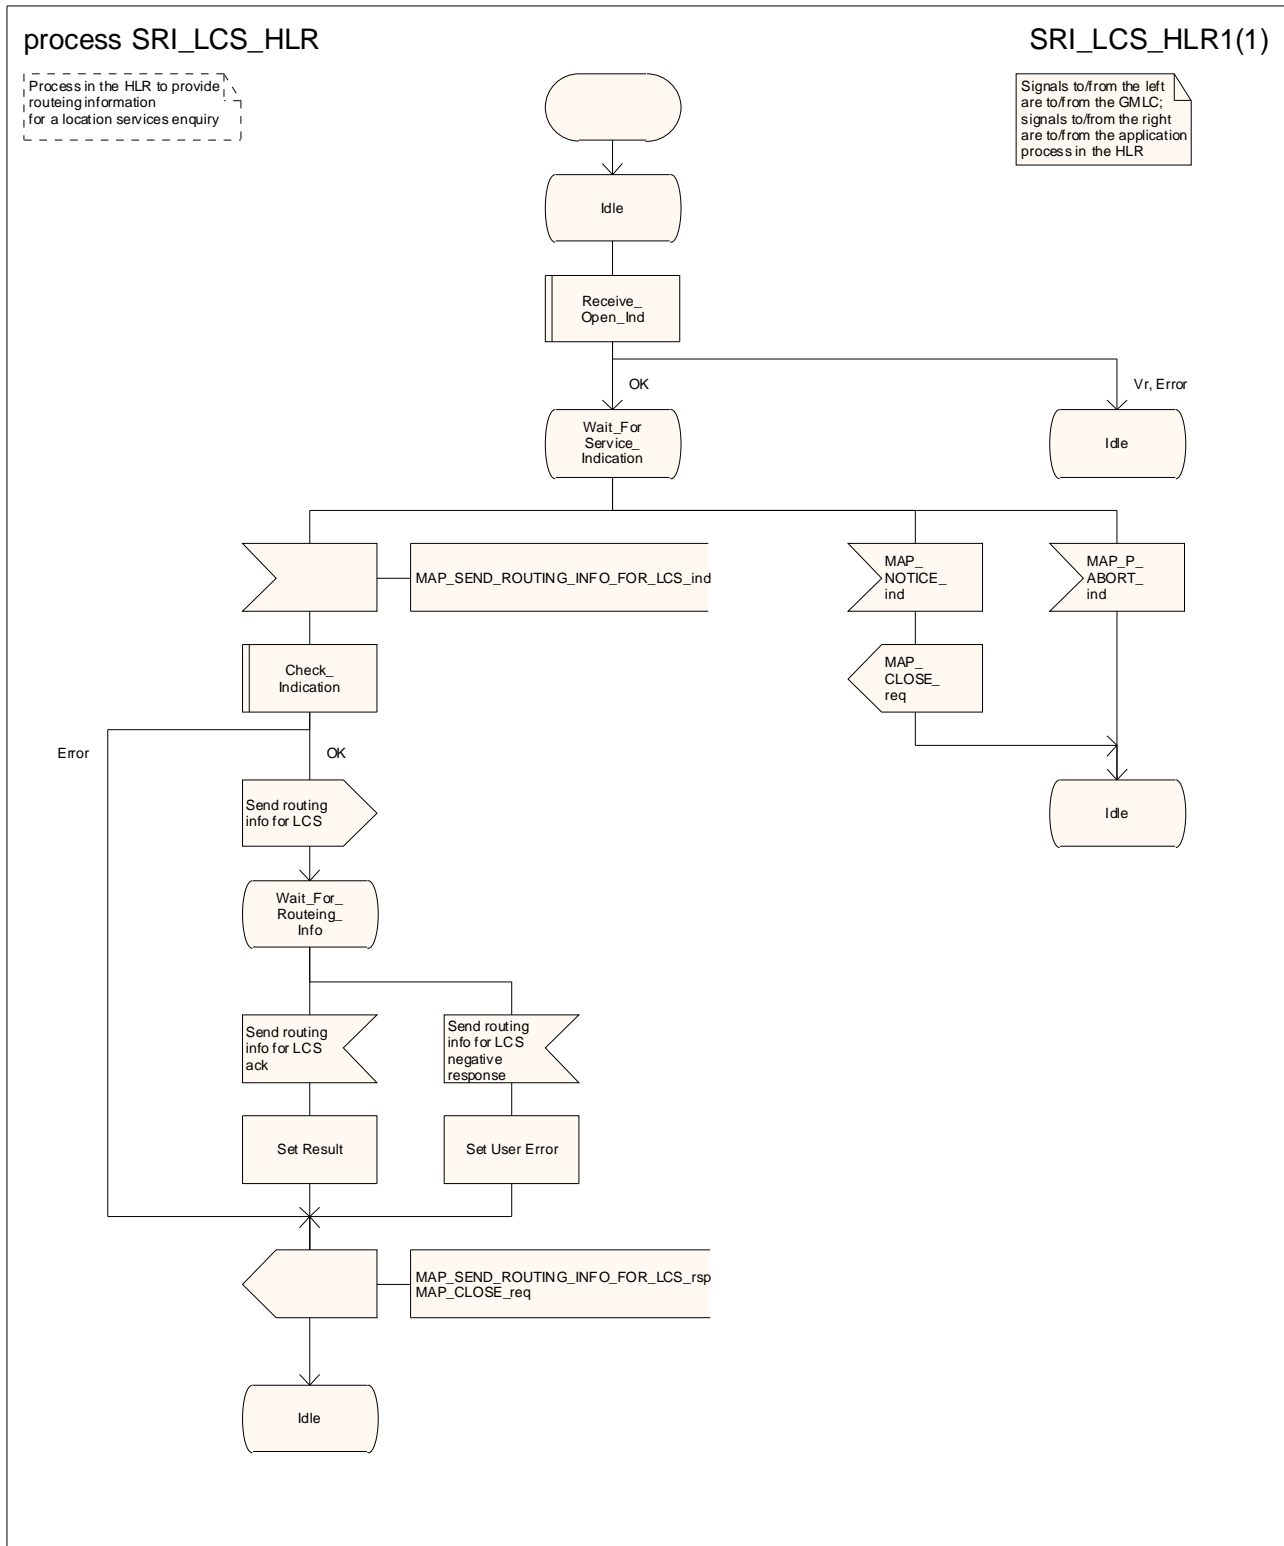 process SRI_LCS_HLR
SRI_LCS_HLR1(1)
Process in the HLR to provide
routeing information
for a location services enquiry
Signals to/from the left
are to/from the GMLC;
signals to/from the right
are to/from the application
process in the HLR
Idle
Receive_
Open_Ind
OK
Vr, Error
Wait_For
Service_
Indication
Idle
MAP_SEND_ROUTING_INFO_FOR_LCS_ind
MAP_
NOTICE_
ind
MAP_P_
ABORT_
ind
Check_
Indication
MAP_
CLOSE_
req
Error
OK
Send routing
info for LCS
Idle
Wait_For_
Routeing_
Info
Send routing
info for LCS
ack
Send routing
info for LCS
negative
response
Set Result
Set User Error
MAP_SEND_ROUTING_INFO_FOR_LCS_rsp
MAP_CLOSE_req
Idle